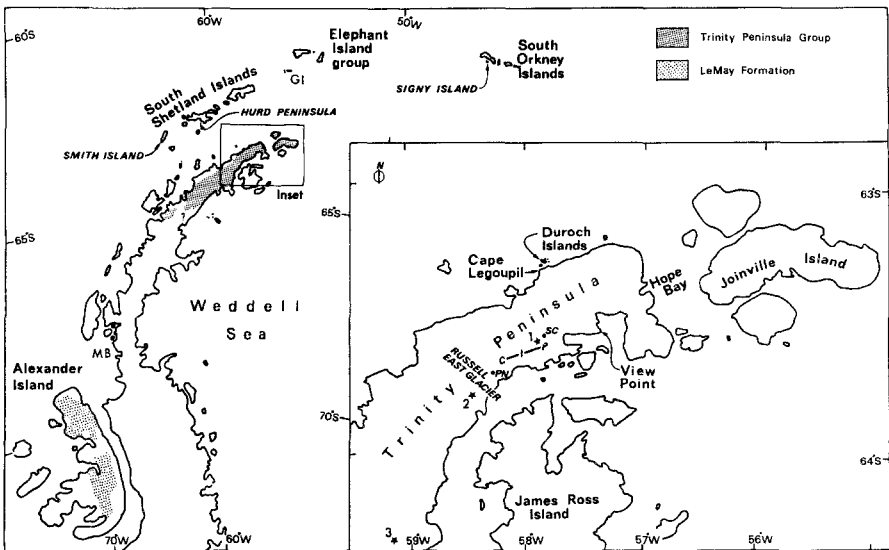 60°W
50°W
60°S
Elephant
Island
group
GI
South
Orkney
Islands
SIGNY ISLAND
Trinity Peninsula Group
LeMay Formation
South
Shetland Islands
HURD PENINSULA
SMITH ISLAND
Inset
65°S
Weddell
Sea
MB
Alexander
Island
70°W
60°W
N
65°S
63°S
Duroch
Islands
Cape
Legoupil
Hope
Bay
Joinville Island
Trinity Peninsula
1
SC
C I P
PN
RUSSELL
EAST GLACIER
2
View
Point
70°S
64°S
James Ross
Island
3
59°W
58°W
57°W
56°W